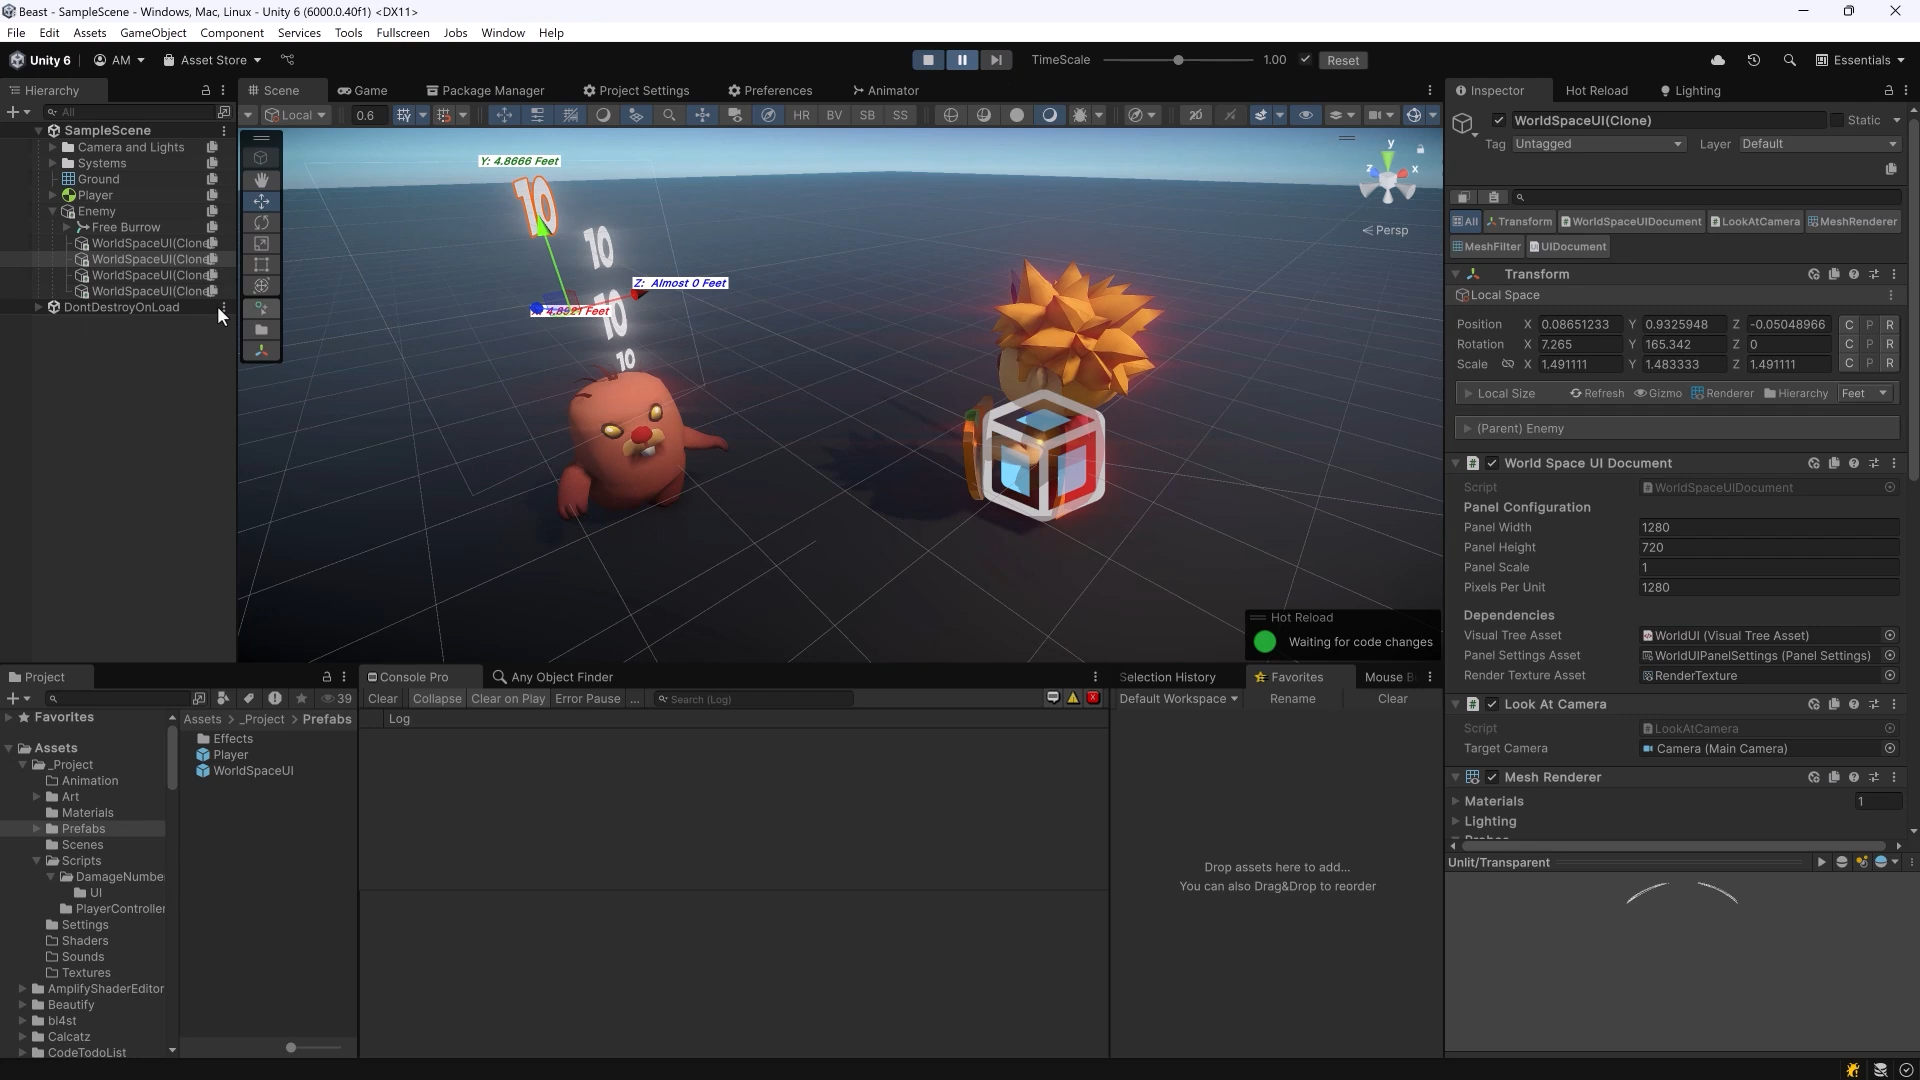 Beast - SampleScene - Windows, Mac, Linux - Unity 6 (6000.0.40f1) <DX11>
File Edit Assets GameObject Component Services Tools Fullscreen Jobs Window Help
Unity 6 AM Asset Store TimeScale 1.00 Reset Essentials
Hierarchy Scene Game Package Manager Project Settings Preferences Animator Inspector Hot Reload Lighting
All Local 0.6 HR BV SB SS 2D
WorldSpaceUI(Clone) Static
Tag Untagged Layer Default
SampleScene
Camera and Lights
Systems
Ground
Player
Enemy
Free Burrow
WorldSpaceUI(Clone
WorldSpaceUI(Clone
WorldSpaceUI(Clone
WorldSpaceUI(Clone
DontDestroyOnLoad
Y: 4.8666 Feet
10
10
Z: Almost 0 Feet
4.8921 Feet
10
10
y
z x
Persp
Hot Reload
Waiting for code changes
All Transform WorldSpaceUIDocument LookAtCamera MeshRenderer
MeshFilter UIDocument
Transform
Local Space
Position X 0.08651233 Y 0.9325948 Z -0.05048966 C P R
Rotation X 7.265 Y 165.342 Z 0 C P R
Scale X 1.491111 Y 1.483333 Z 1.491111 C P R
Local Size Refresh Gizmo Renderer Hierarchy Feet
(Parent) Enemy
World Space UI Document
Script WorldSpaceUIDocument
Panel Configuration
Panel Width 1280
Panel Height 720
Panel Scale 1
Pixels Per Unit 1280
Dependencies
Visual Tree Asset WorldUI (Visual Tree Asset)
Panel Settings Asset WorldUIPanelSettings (Panel Settings)
Render Texture Asset RenderTexture
Look At Camera
Script LookAtCamera
Target Camera Camera (Main Camera)
Mesh Renderer
Materials 1
Lighting
Unlit/Transparent
Project
39
Favorites
Assets
_Project
Animation
Art
Materials
Prefabs
Scenes
Scripts
DamageNumbe
UI
PlayerController
Settings
Shaders
Sounds
Textures
AmplifyShaderEditor
Beautify
bl4st
Calcatz
CodeTodoList
Assets > _Project > Prefabs
Effects
Player
WorldSpaceUI
Console Pro Any Object Finder
Clear Collapse Clear on Play Error Pause ... Search (Log)
Log
Selection History Favorites Mouse B
Default Workspace Rename Clear
Drop assets here to add...
You can also Drag&Drop to reorder